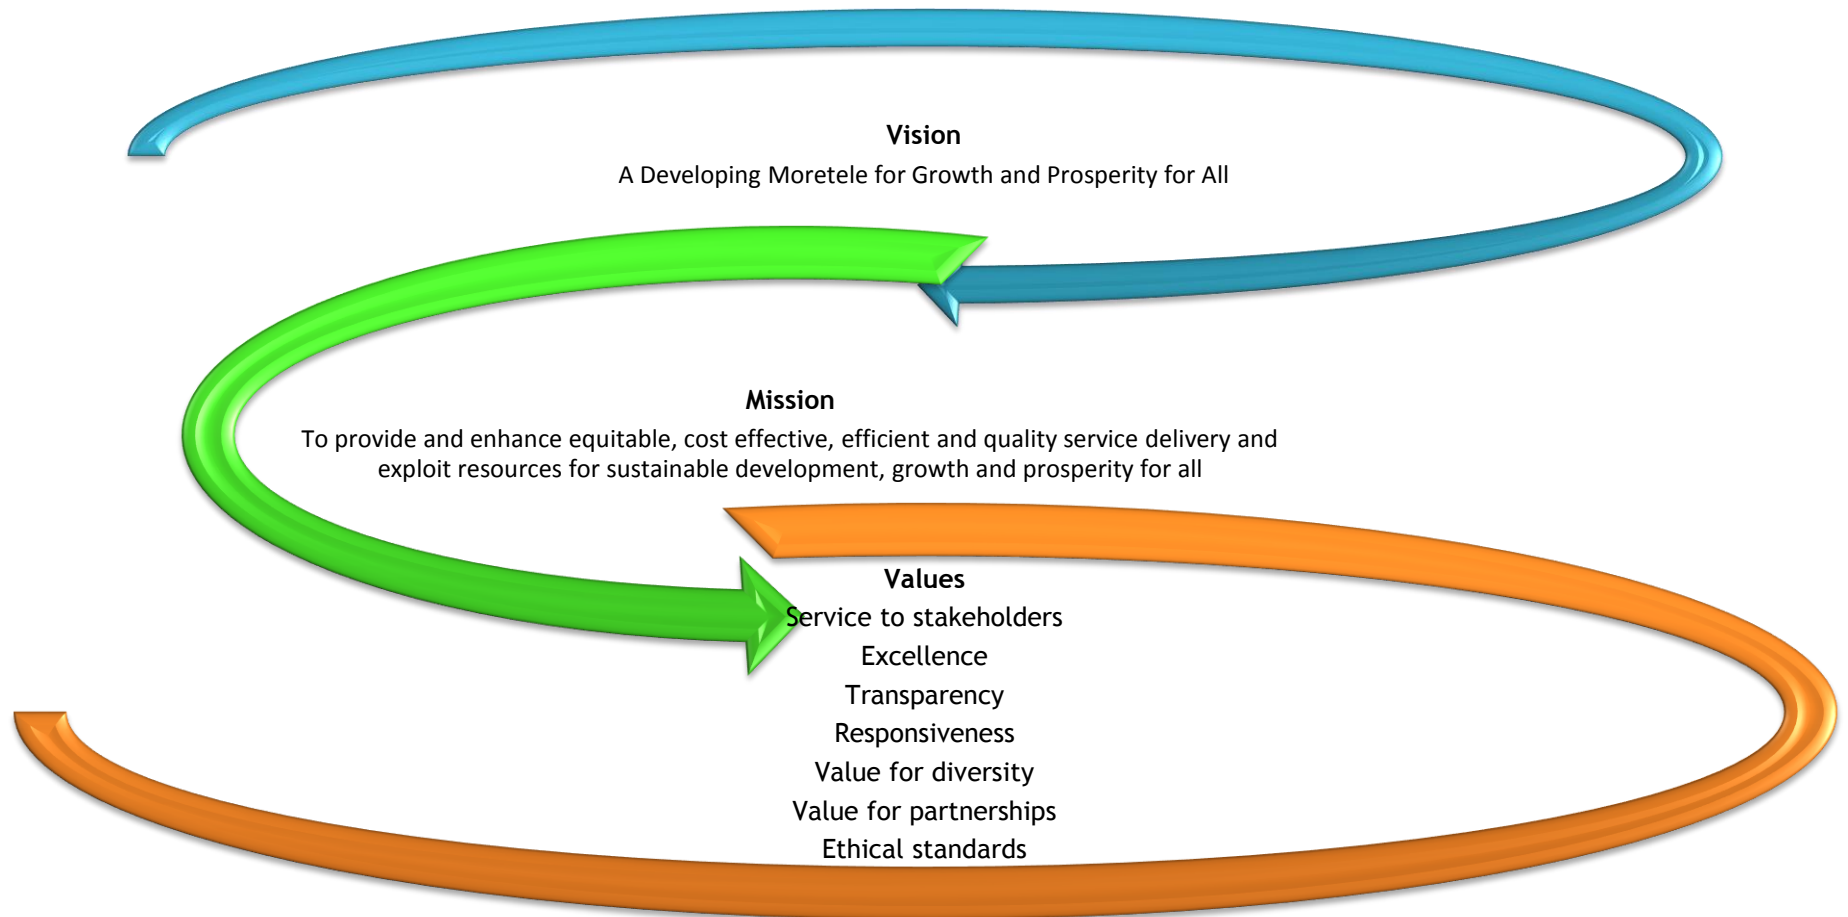 Vision
A Developing Moretele for Growth and Prosperity for All
Mission
To provide and enhance equitable, cost effective, efficient and quality service delivery and
exploit resources for sustainable development, growth and prosperity for all
Values
Service to stakeholders
Excellence
Transparency
Responsiveness
Value for diversity
Value for partnerships
Ethical standards